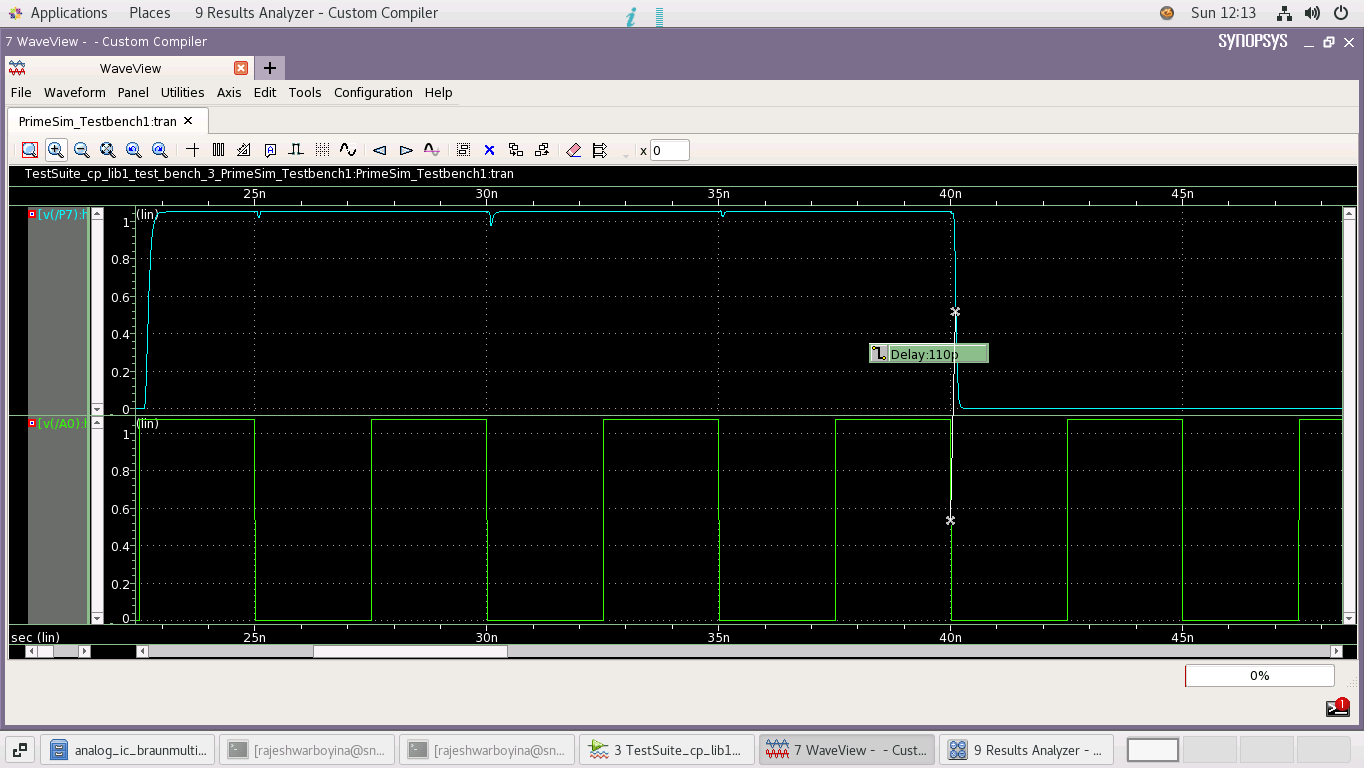 Applications Places 9 Results Analyzer - Custom Compiler Sun 12:13
7 WaveView - - Custom Compiler SYNOPSYS
WaveView
File Waveform Panel Utilities Axis Edit Tools Configuration Help
PrimeSim_Testbench1:tran
x 0
TestSuite_cp_lib1_test_bench_3_PrimeSim_Testbench1:PrimeSim_Testbench1:tran
25n 30n 35n 40n 45n
[v(/P7): (lin)
1
0.8
0.6
0.4
Delay:110p
0.2
0
[v(/A0): (lin)
1
0.8
0.6
0.4
0.2
0
sec (lin) 25n 30n 35n 40n 45n
0%
1
analog_ic_braunmulti... [rajeshwarboyina@sn... [rajeshwarboyina@sn... 3 TestSuite_cp_lib1... 7 WaveView - - Cust... 9 Results Analyzer - ...